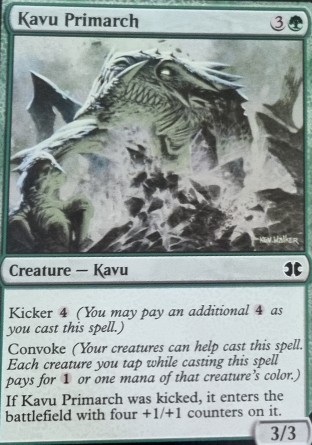 Kavu Primarch 3
KEV WALKER
Creature — Kavu
Kicker 4 (You may pay an additional 4 as
you cast this spell.)
Convoke (Your creatures can help cast this spell.
Each creature you tap while casting this spell
pays for 1 or one mana of that creature's color.)
If Kavu Primarch was kicked, it enters the
battlefield with four +1/+1 counters on it.
3/3